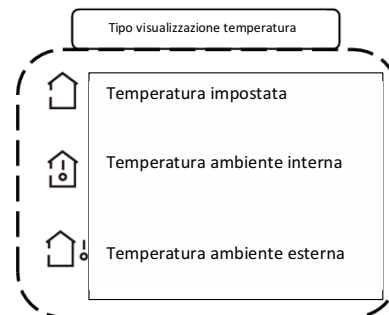 Tipo visualizzazione temperatura
Temperatura impostata
Temperatura ambiente interna
Temperatura ambiente esterna